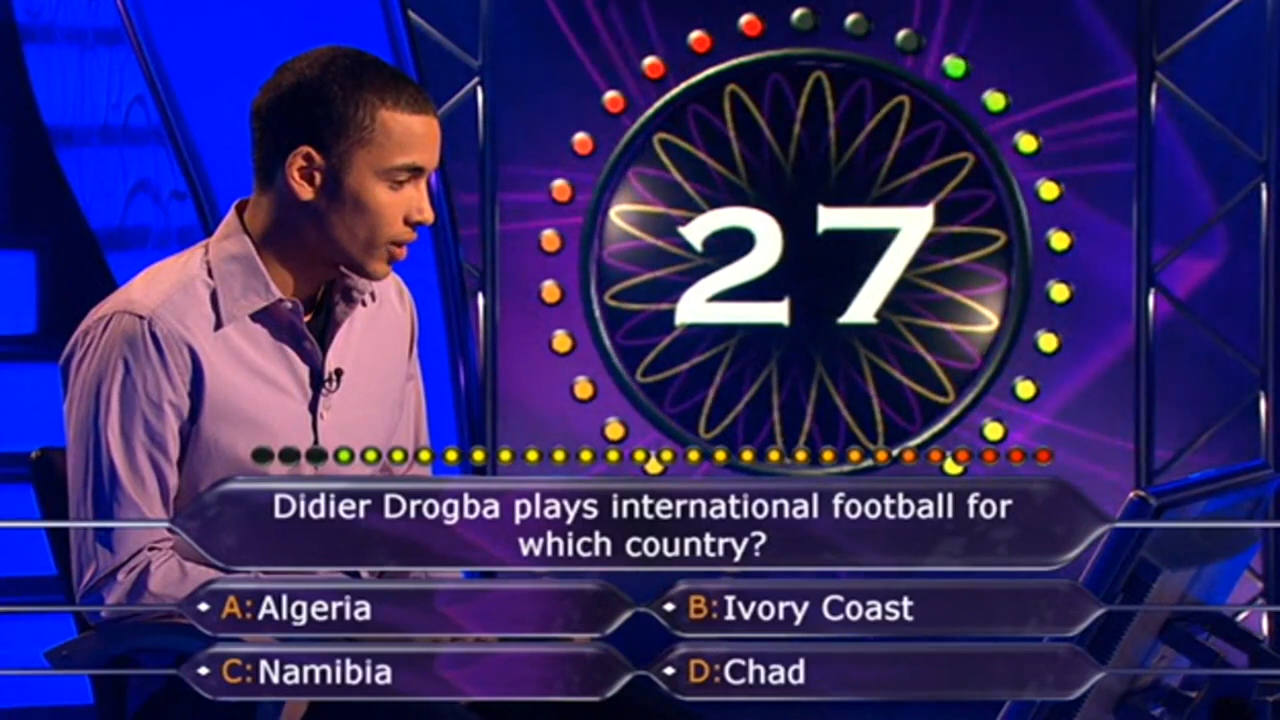 27
Didier Drogba plays international football for
which country?
A: Algeria
B: Ivory Coast
C: Namibia
D: Chad